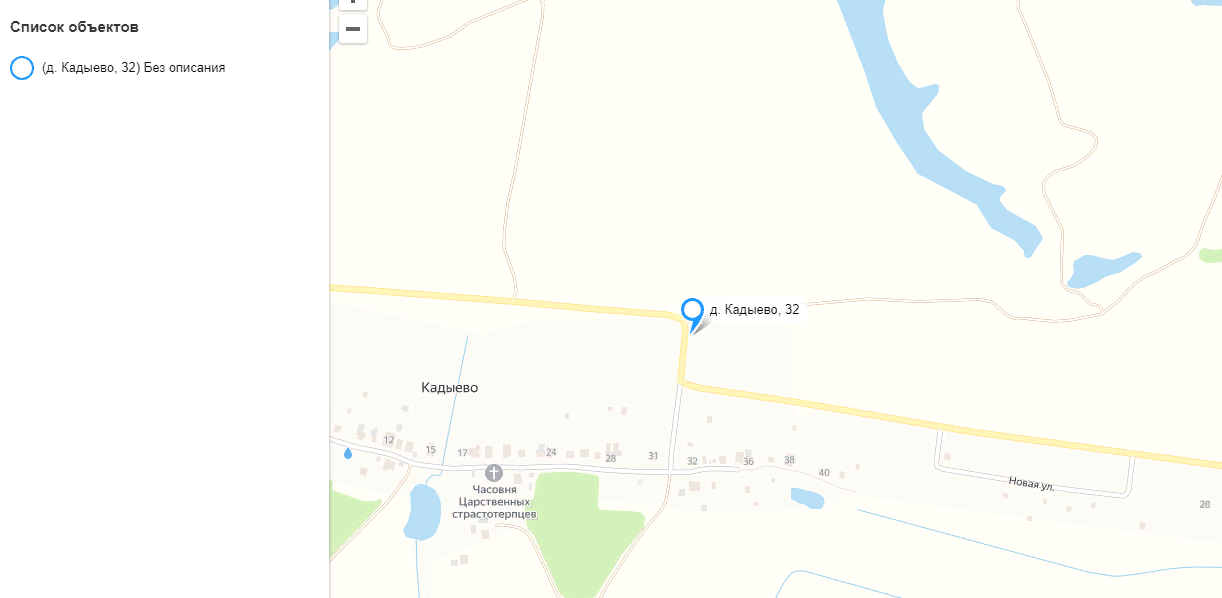 Список объектов
(д. Кадыево, 32) Без описания
д. Кадыево, 32
Кадыево
12
15
17
24
28
31
32
36
38
40
Часовня
Царственных
страстотерпцев
Новая ул.
28